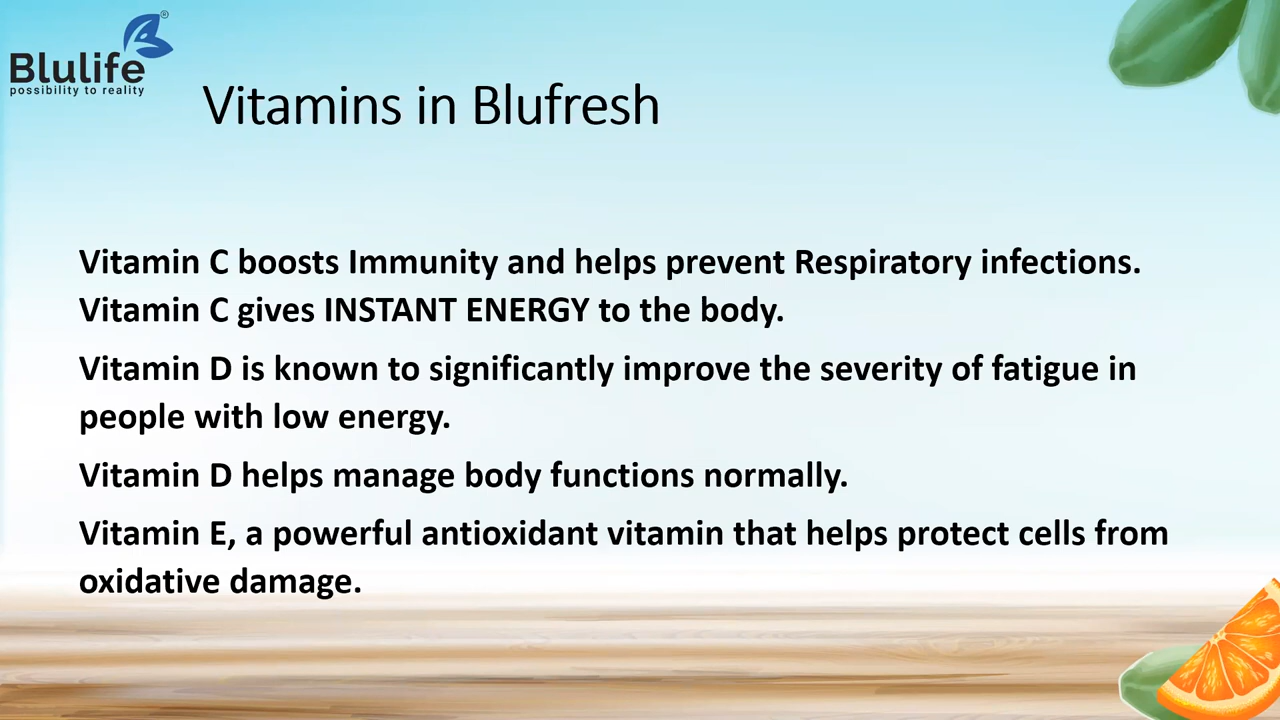 Blulife®
possibility to reality
Vitamins in Blufresh
Vitamin C boosts Immunity and helps prevent Respiratory infections.
Vitamin C gives INSTANT ENERGY to the body.
Vitamin D is known to significantly improve the severity of fatigue in
people with low energy.
Vitamin D helps manage body functions normally.
Vitamin E, a powerful antioxidant vitamin that helps protect cells from
oxidative damage.